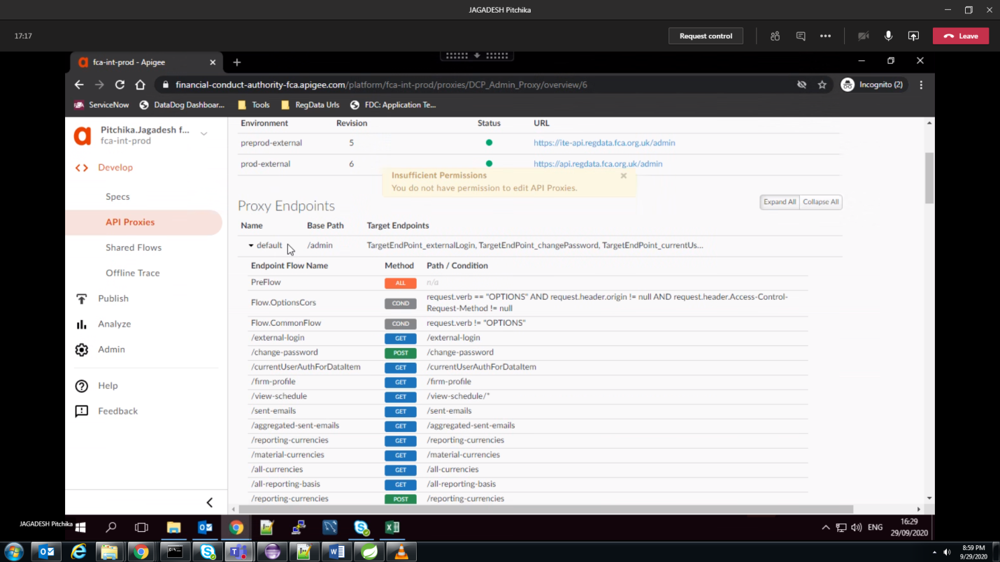 JAGADESH Pitchika
17:17
Request control
Leave
fca-int-prod - Apigee
financial-conduct-authority-fca.apigee.com/platform/fca-int-prod/proxies/DCP_Admin_Proxy/overview/6
Incognito (2)
ServiceNow
DataDog Dashboar...
Tools
RegData Urls
FDC: Application Te...
Pitchika.Jagadesh f...
fca-int-prod
Develop
Specs
API Proxies
Shared Flows
Offline Trace
Publish
Analyze
Admin
Help
Feedback
Environment Revision Status URL
preprod-external 5 https://ite-api.regdata.fca.org.uk/admin
prod-external 6 https://api.regdata.fca.org.uk/admin
Insufficient Permissions
You do not have permission to edit API Proxies.
Proxy Endpoints
Expand All Collapse All
Name Base Path Target Endpoints
default /admin TargetEndPoint_externalLogin, TargetEndPoint_changePassword, TargetEndPoint_currentUs...
Endpoint Flow Name Method Path / Condition
PreFlow ALL n/a
Flow.OptionsCors COND request.verb == "OPTIONS" AND request.header.origin != null AND request.header.Access-Control-
Request-Method != null
Flow.CommonFlow COND request.verb != "OPTIONS"
/external-login GET /external-login
/change-password POST /change-password
/currentUserAuthForDataItem GET /currentUserAuthForDataItem
/firm-profile GET /firm-profile
/view-schedule GET /view-schedule/*
/sent-emails GET /sent-emails
/aggregated-sent-emails GET /aggregated-sent-emails
/reporting-currencies GET /reporting-currencies
/material-currencies GET /material-currencies
/all-currencies GET /all-currencies
/all-reporting-basis GET /all-reporting-basis
/reporting-currencies POST /reporting-currencies
JAGADESH Pitchika
ENG
16:29
29/09/2020
8:59 PM
9/29/2020